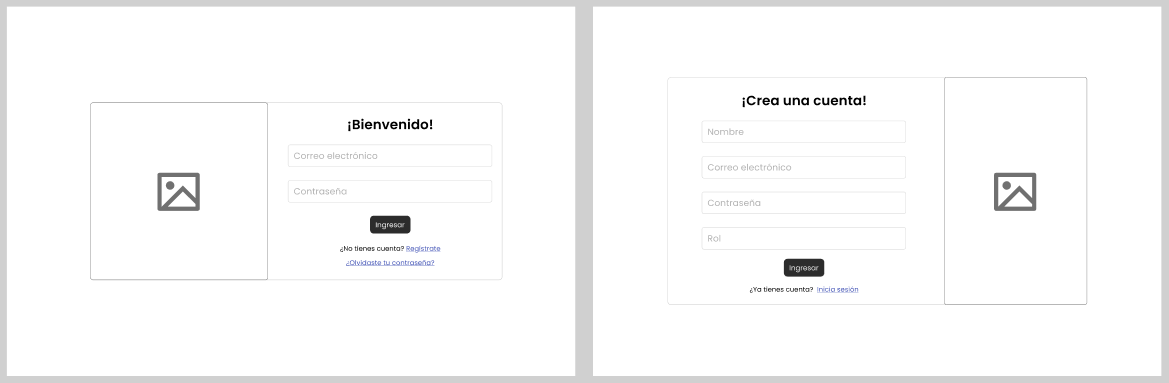 ¡Bienvenido!
Correo electrónico
Contraseña
Ingresar
¿No tienes cuenta? Regístrate
¿Olvidaste tu contraseña?
¡Crea una cuenta!
Nombre
Correo electrónico
Contraseña
Rol
Ingresar
¿Ya tienes cuenta? Inicia sesión